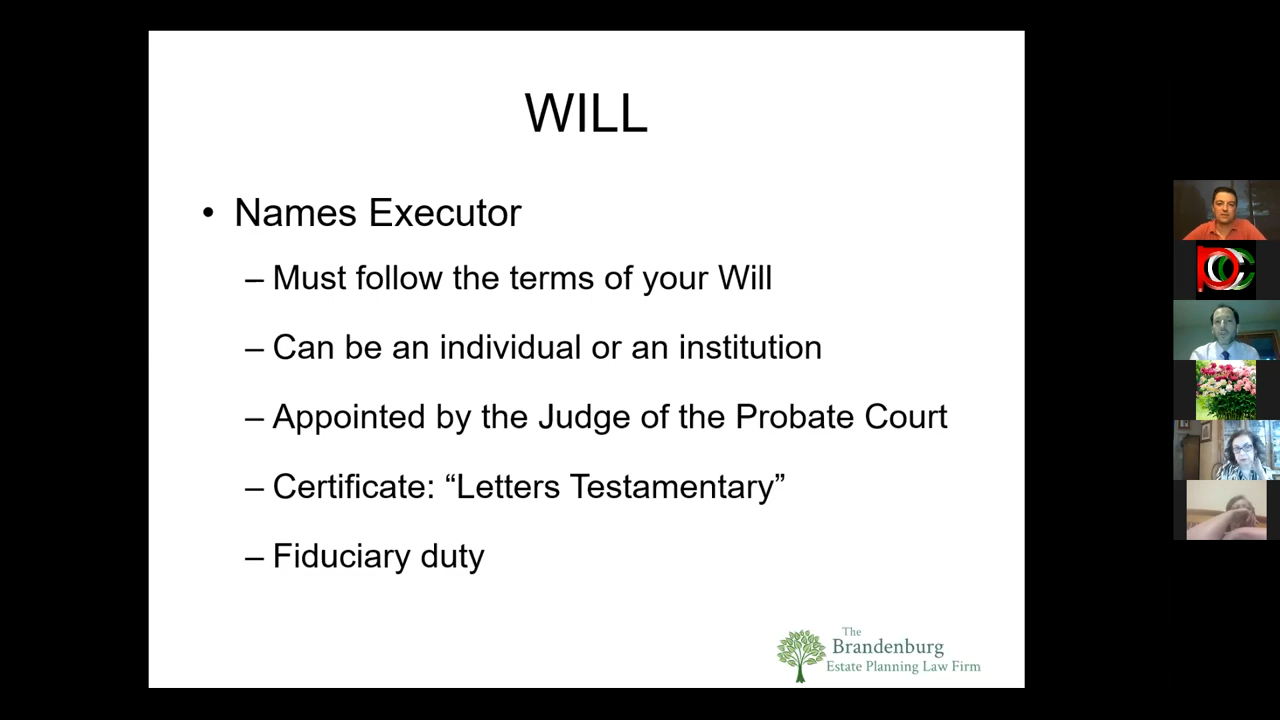 WILL
• Names Executor
– Must follow the terms of your Will
– Can be an individual or an institution
– Appointed by the Judge of the Probate Court
– Certificate: “Letters Testamentary”
– Fiduciary duty
The
Brandenburg
Estate Planning Law Firm